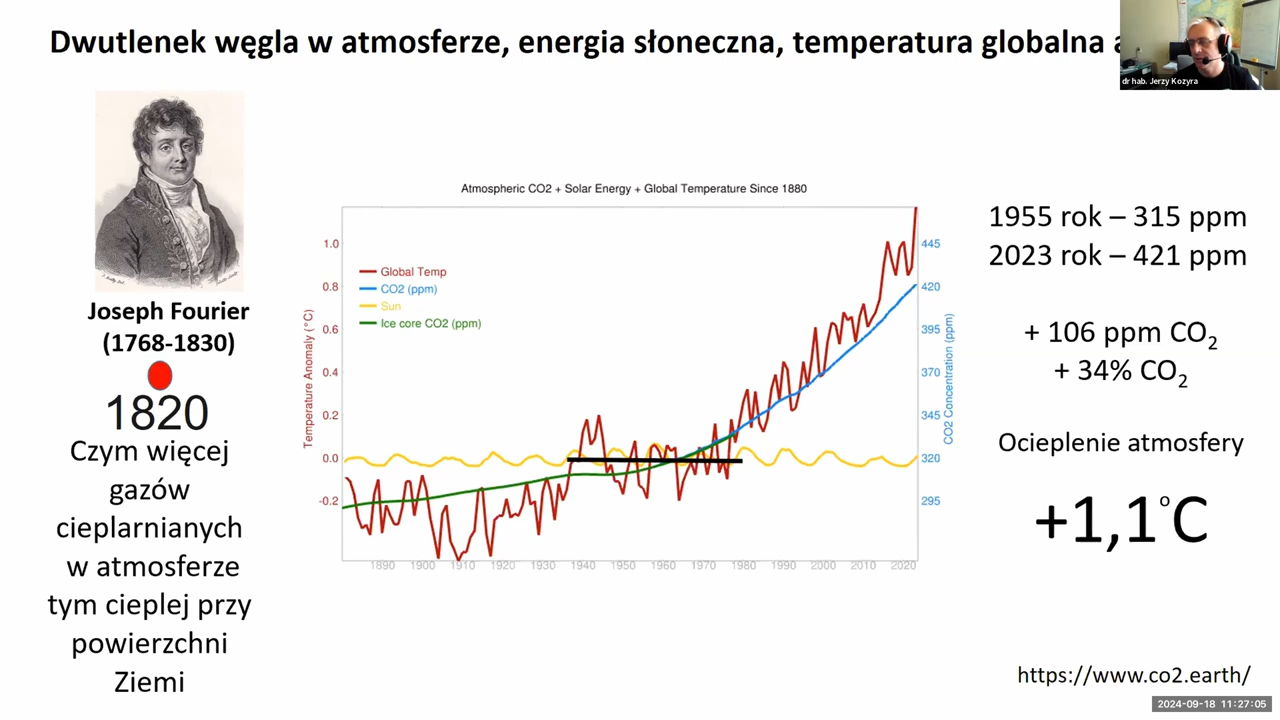 Dwutlenek węgla w atmosferze, energia słoneczna, temperatura globalna
dr hab. Jerzy Kozyra
Joseph Fourier
(1768-1830)
1820
Czym więcej
gazów
cieplarnianych
w atmosferze
tym cieplej przy
powierzchni
Ziemi
Atmospheric CO2 + Solar Energy + Global Temperature Since 1880
Temperature Anomaly (°C)
1.0
0.8
0.6
0.4
0.2
0.0
-0.2
Global Temp
CO2 (ppm)
Sun
Ice core CO2 (ppm)
445
420
395
370
345
320
295
CO2 Concentration (ppm)
1890 1900 1910 1920 1930 1940 1950 1960 1970 1980 1990 2000 2010 2020
1955 rok – 315 ppm
2023 rok – 421 ppm
+ 106 ppm CO₂
+ 34% CO₂
Ocieplenie atmosfery
+1,1°C
https://www.co2.earth/
2024-09-18 11:27:05